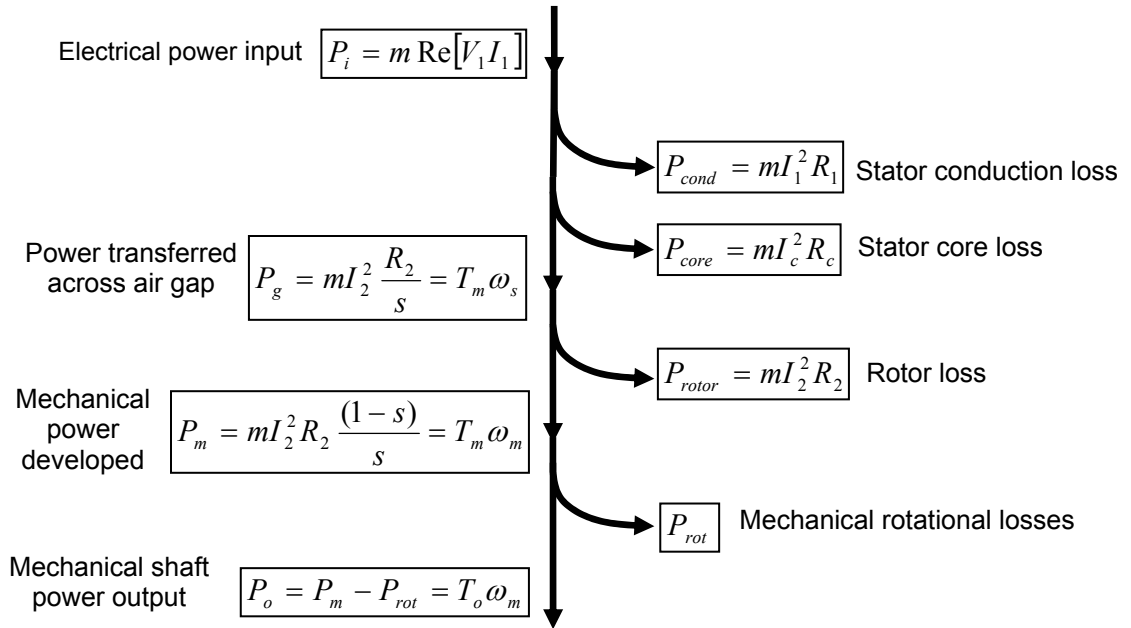 Electrical power input P_i = m Re[V_1 I_1]
P_cond = mI_1^2 R_1 Stator conduction loss
P_core = mI_c^2 R_c Stator core loss
Power transferred
across air gap
P_g = mI_2^2 R_2/s = T_m ω_s
P_rotor = mI_2^2 R_2 Rotor loss
Mechanical
power
developed
P_m = mI_2^2 R_2 (1 − s)/s = T_m ω_m
P_rot Mechanical rotational losses
Mechanical shaft
power output
P_o = P_m − P_rot = T_o ω_m